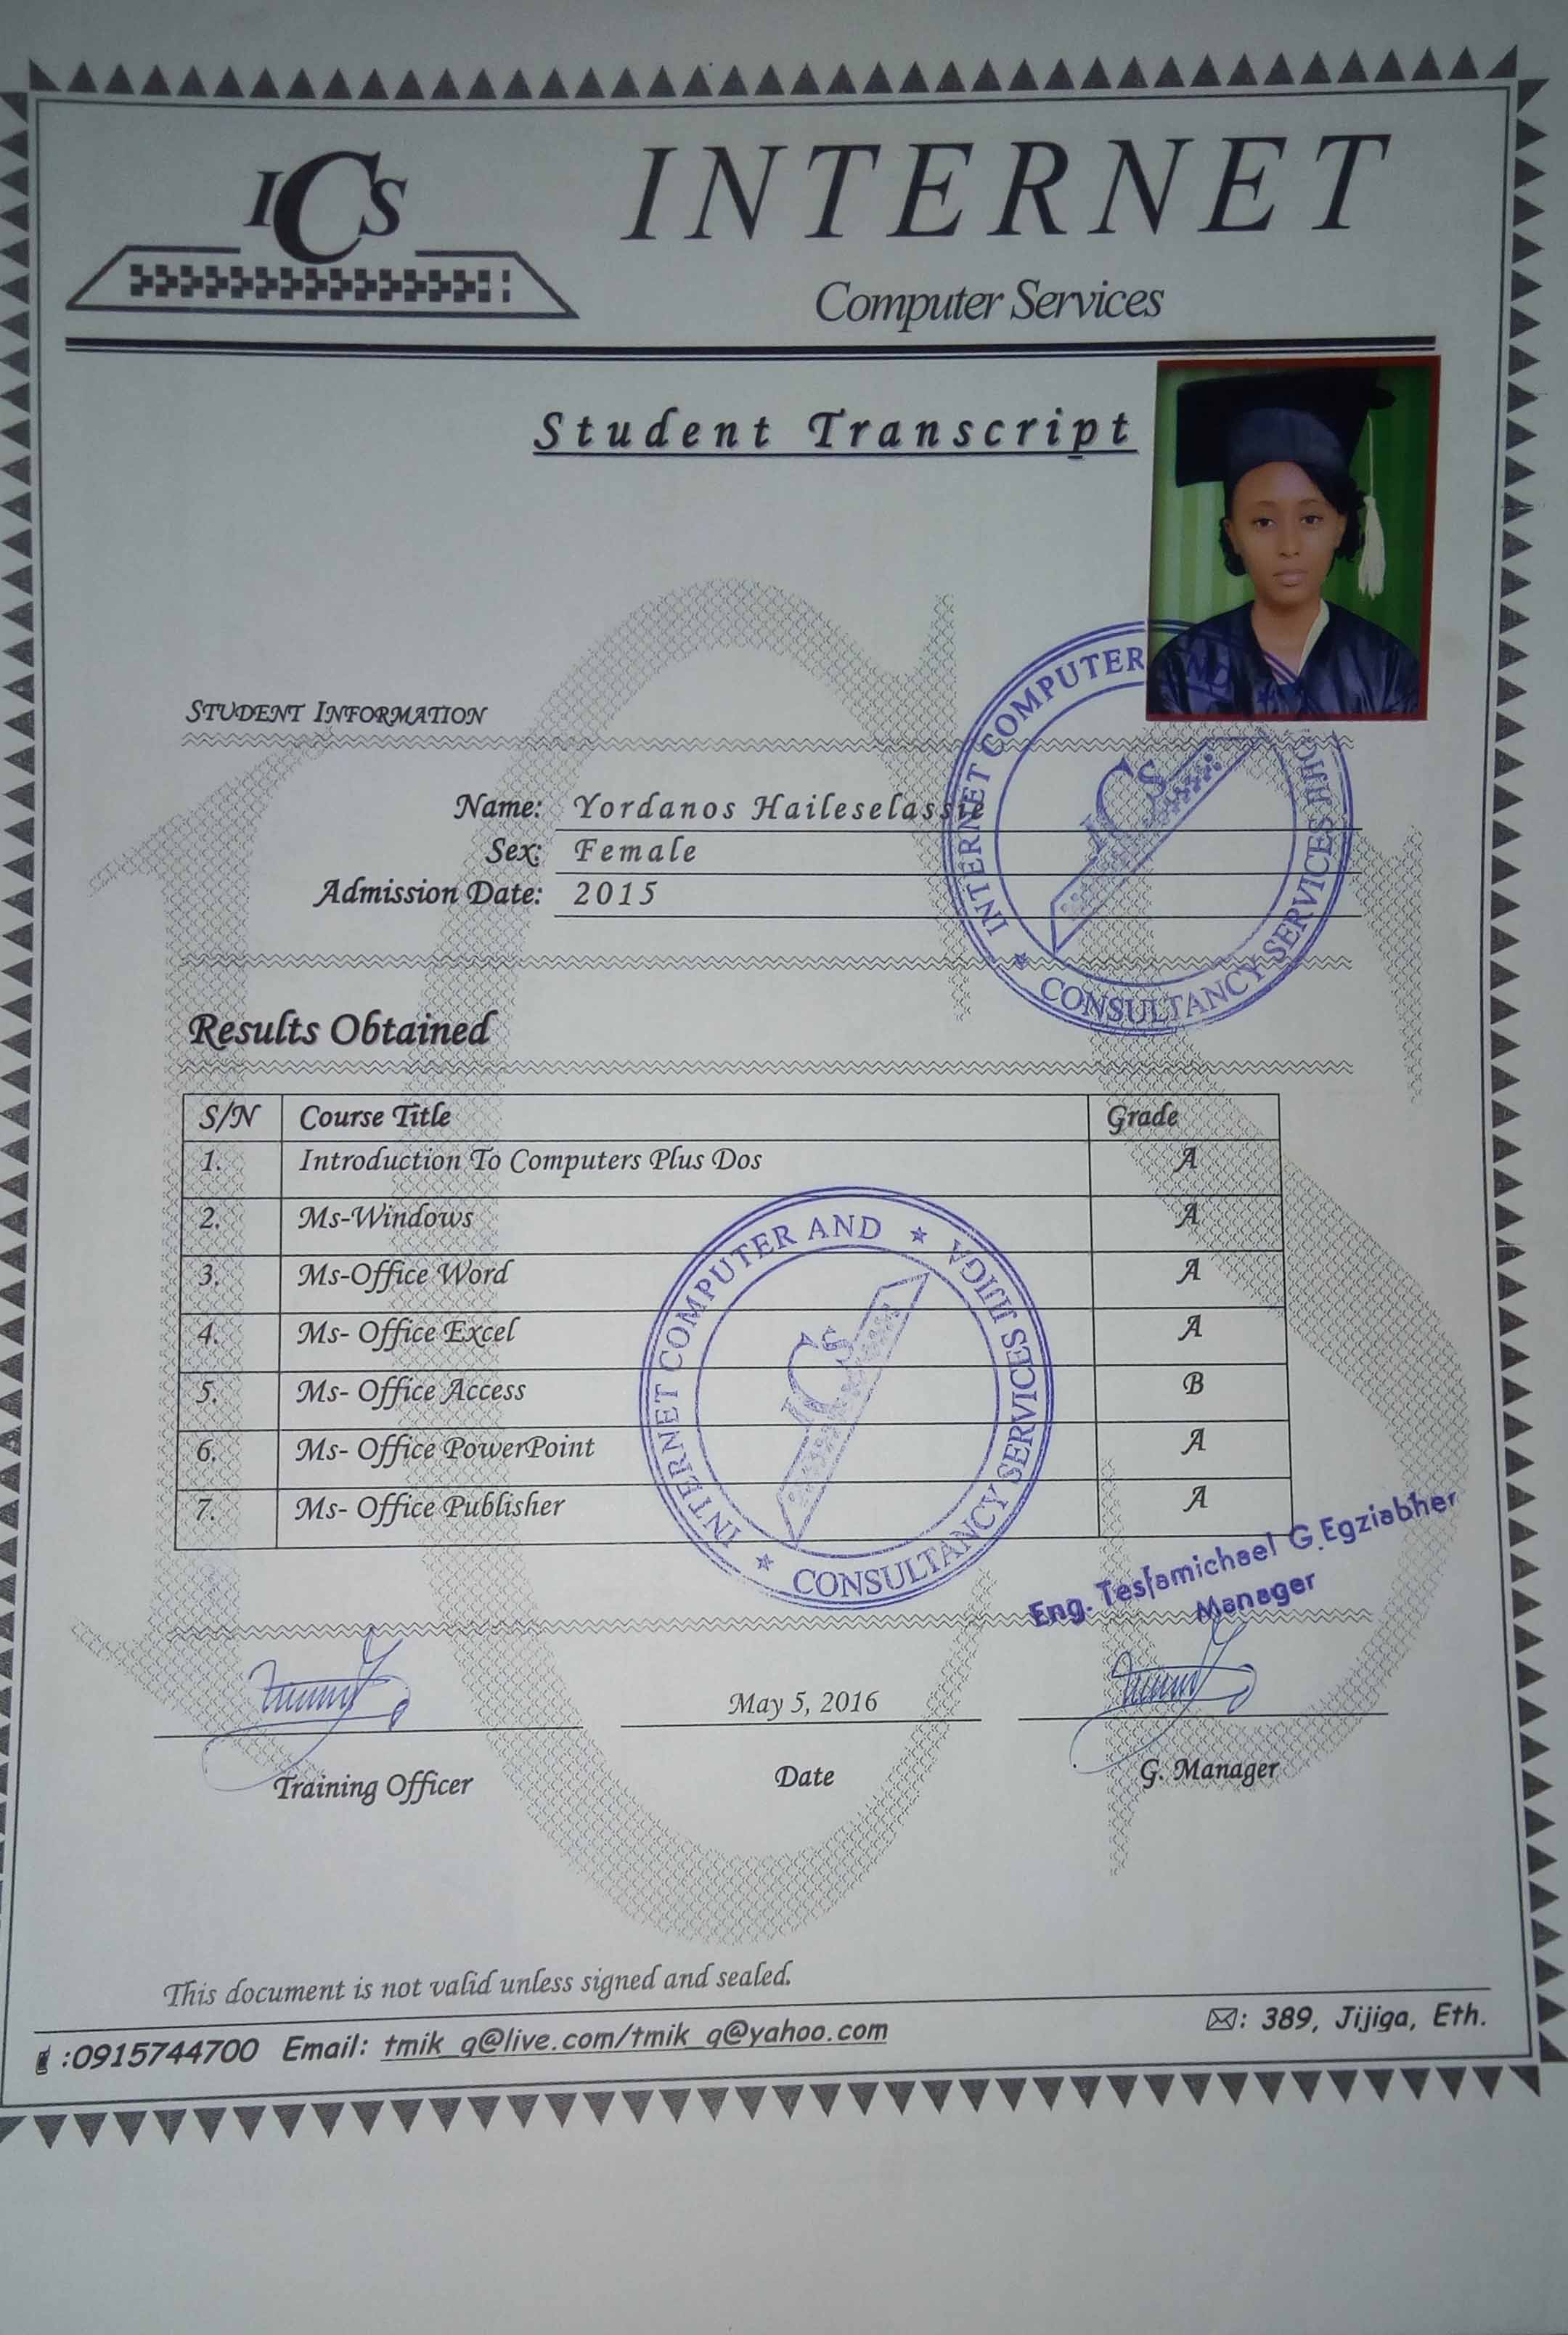 ICS
INTERNET
Computer Services
Student Transcript
STUDENT INFORMATION
Name: Yordanos Haileselassie
Sex: Female
Admission Date: 2015
INTERNET COMPUTER AND ★
★ CONSULTANCY SERVICES JIJIG
ICS
Results Obtained
S/N Course Title Grade
1. Introduction To Computers Plus Dos A
2. Ms-Windows A
3. Ms-Office Word A
4. Ms- Office Excel A
5. Ms- Office Access B
6. Ms- Office PowerPoint A
7. Ms- Office Publisher A
INTERNET COMPUTER AND ★
★ CONSULTANCY SERVICES JIJIGA
ICS
Eng. Tesfamichael G.Egziabher
Manager
May 5, 2016
Training Officer Date G. Manager
This document is not valid unless signed and sealed.
:0915744700 Email: tmik_g@live.com/tmik_g@yahoo.com ✉: 389, Jijiga, Eth.